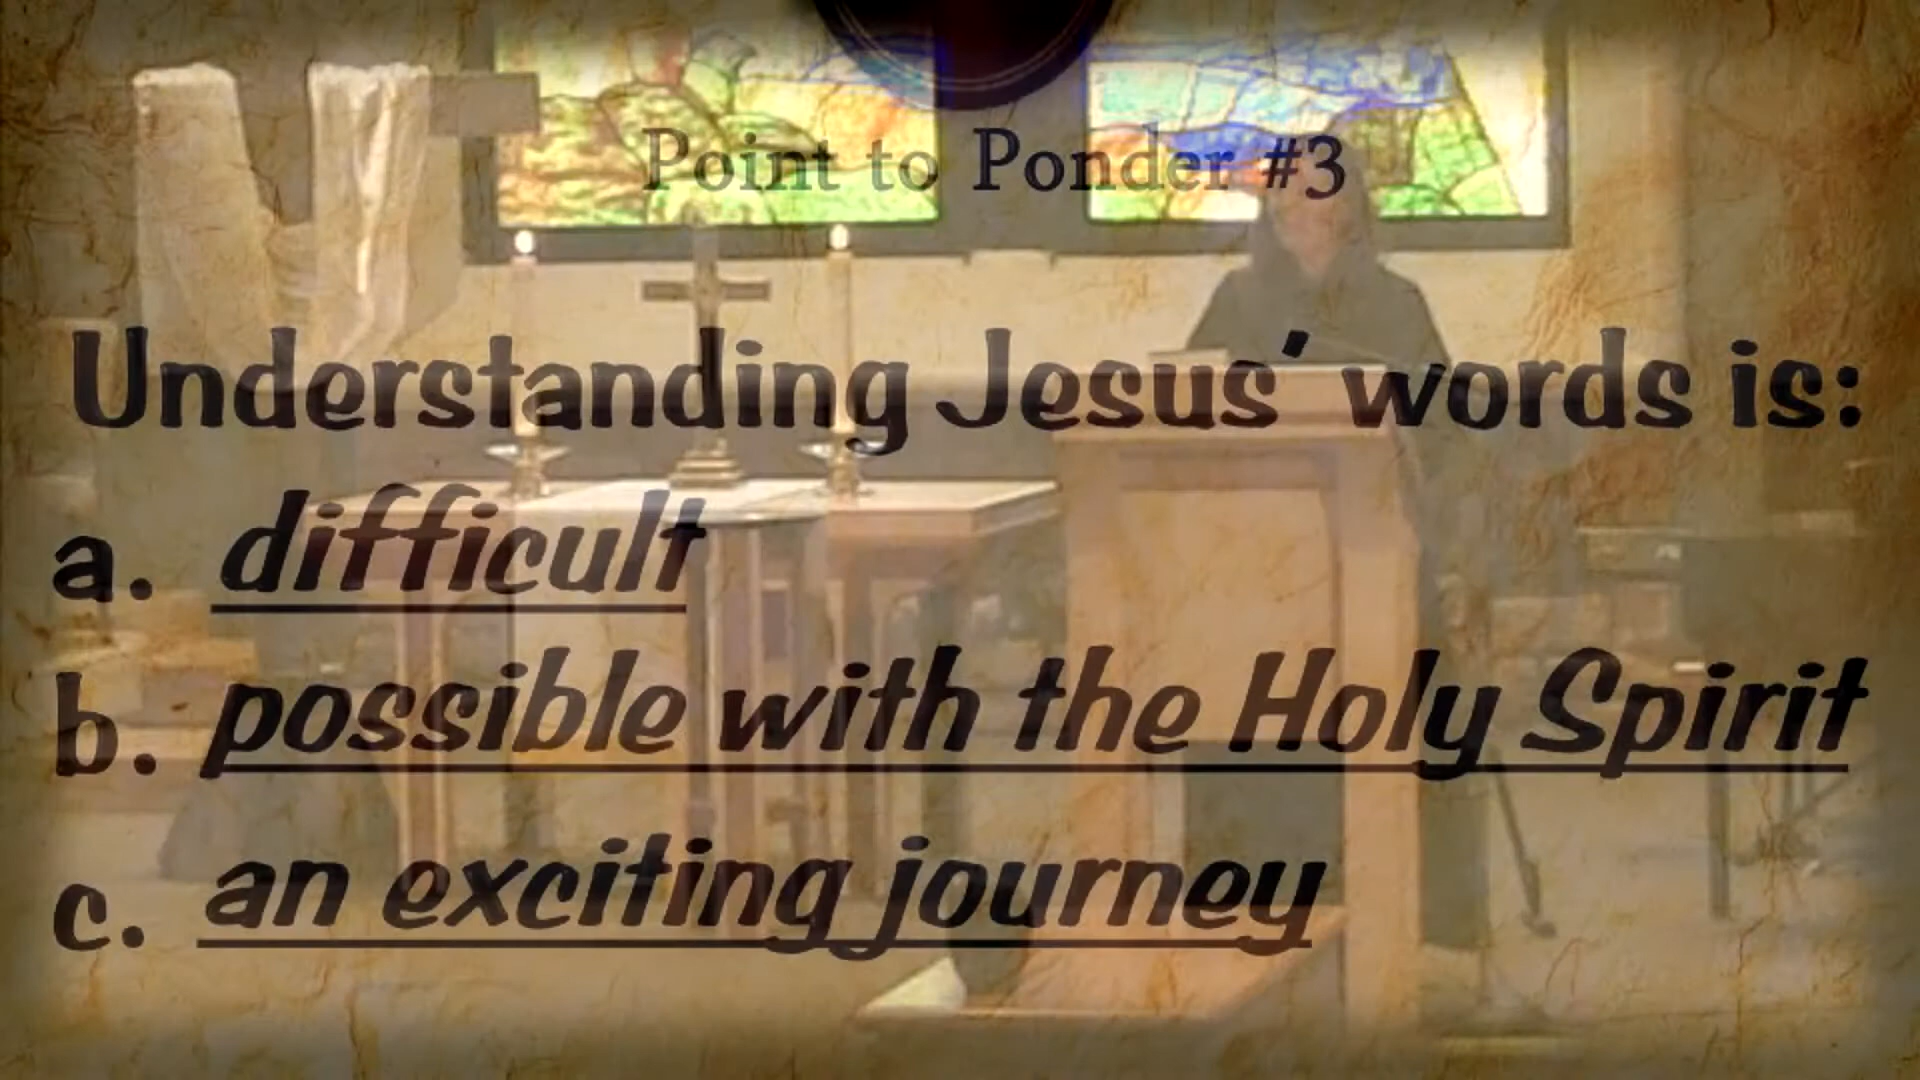 Point to Ponder #3
Understanding Jesus' words is:
a. difficult
b. possible with the Holy Spirit
c. an exciting journey